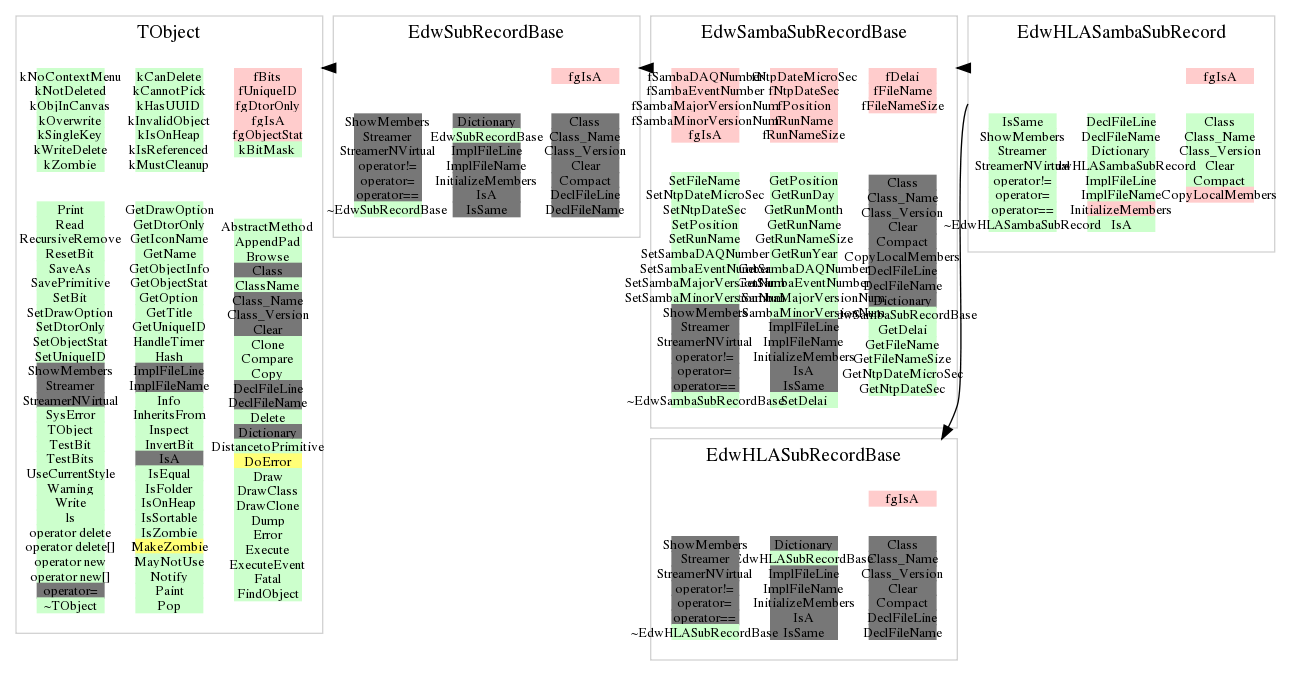 TObject
kNoContextMenu
kNotDeleted
kObjInCanvas
kOverwrite
kSingleKey
kWriteDelete
kZombie
kCanDelete
kCannotPick
kHasUUID
kInvalidObject
kIsOnHeap
kIsReferenced
kMustCleanup
fBits
fUniqueID
fgDtorOnly
fgIsA
fgObjectStat
kBitMask
Print
Read
RecursiveRemove
ResetBit
SaveAs
SavePrimitive
SetBit
SetDrawOption
SetDtorOnly
SetObjectStat
SetUniqueID
ShowMembers
Streamer
StreamerNVirtual
SysError
TObject
TestBit
TestBits
UseCurrentStyle
Warning
Write
ls
operator delete
operator delete[]
operator new
operator new[]
operator=
~TObject
GetDrawOption
GetDtorOnly
GetIconName
GetName
GetObjectInfo
GetObjectStat
GetOption
GetTitle
GetUniqueID
HandleTimer
Hash
ImplFileLine
ImplFileName
Info
InheritsFrom
Inspect
InvertBit
IsA
IsEqual
IsFolder
IsOnHeap
IsSortable
IsZombie
MakeZombie
MayNotUse
Notify
Paint
Pop
AbstractMethod
AppendPad
Browse
Class
ClassName
Class_Name
Class_Version
Clear
Clone
Compare
Copy
DeclFileLine
DeclFileName
Delete
Dictionary
DistancetoPrimitive
DoError
Draw
DrawClass
DrawClone
Dump
Error
Execute
ExecuteEvent
Fatal
FindObject
EdwSubRecordBase
fgIsA
ShowMembers
Streamer
StreamerNVirtual
operator!=
operator=
operator==
~EdwSubRecordBase
Dictionary
EdwSubRecordBase
ImplFileLine
ImplFileName
InitializeMembers
IsA
IsSame
Class
Class_Name
Class_Version
Clear
Compact
DeclFileLine
DeclFileName
EdwSambaSubRecordBase
fSambaDAQNumber
fSambaEventNumber
fSambaMajorVersionNum
fSambaMinorVersionNum
fgIsA
fNtpDateMicroSec
fNtpDateSec
fPosition
fRunName
fRunNameSize
fDelai
fFileName
fFileNameSize
SetFileName
SetNtpDateMicroSec
SetNtpDateSec
SetPosition
SetRunName
SetSambaDAQNumber
SetSambaEventNumber
SetSambaMajorVersionNum
SetSambaMinorVersionNum
ShowMembers
Streamer
StreamerNVirtual
operator!=
operator=
operator==
~EdwSambaSubRecordBase
GetPosition
GetRunDay
GetRunMonth
GetRunName
GetRunNameSize
GetRunYear
GetSambaDAQNumber
GetSambaEventNumber
GetSambaMajorVersionNum
GetSambaMinorVersionNum
ImplFileLine
ImplFileName
InitializeMembers
IsA
IsSame
SetDelai
Class
Class_Name
Class_Version
Clear
Compact
CopyLocalMembers
DeclFileLine
DeclFileName
Dictionary
EdwSambaSubRecordBase
GetDelai
GetFileName
GetFileNameSize
GetNtpDateMicroSec
GetNtpDateSec
EdwHLASubRecordBase
fgIsA
ShowMembers
Streamer
StreamerNVirtual
operator!=
operator=
operator==
~EdwHLASubRecordBase
Dictionary
EdwHLASubRecordBase
ImplFileLine
ImplFileName
InitializeMembers
IsA
IsSame
Class
Class_Name
Class_Version
Clear
Compact
DeclFileLine
DeclFileName
EdwHLASambaSubRecord
fgIsA
IsSame
ShowMembers
Streamer
StreamerNVirtual
operator!=
operator=
operator==
~EdwHLASambaSubRecord
DeclFileLine
DeclFileName
Dictionary
EdwHLASambaSubRecord
ImplFileLine
ImplFileName
InitializeMembers
IsA
Class
Class_Name
Class_Version
Clear
Compact
CopyLocalMembers